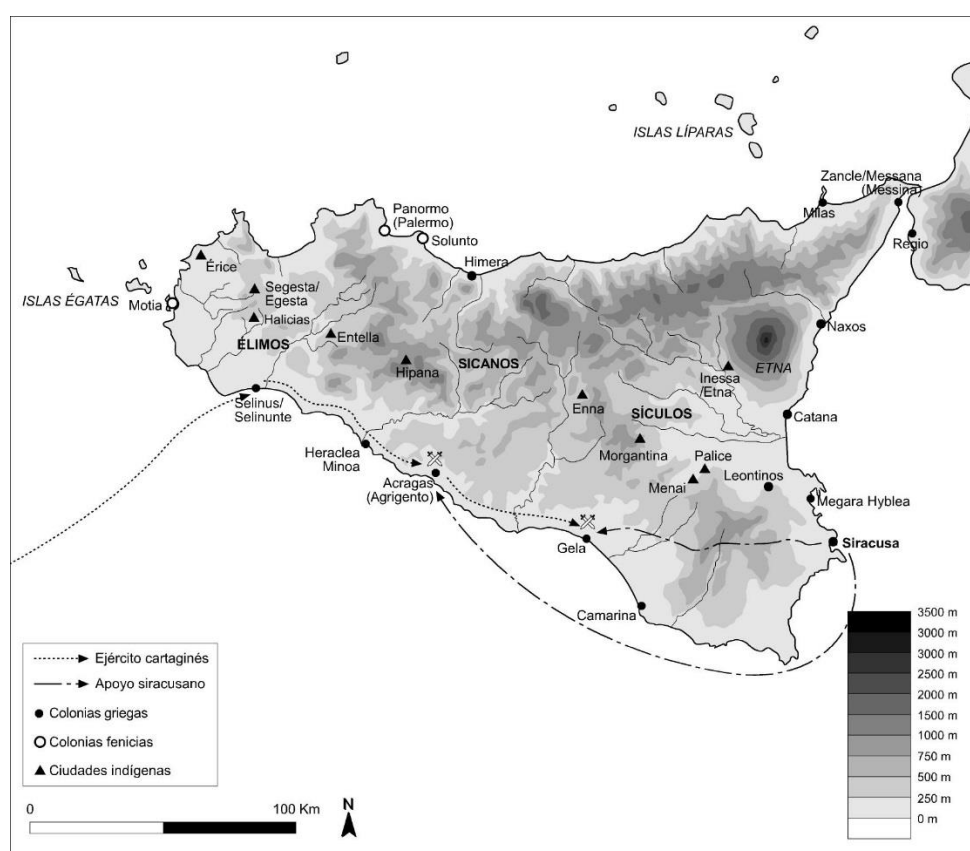 ISLAS LÍPARAS
Zancle/Messana
(Messina)
Milas
Regio
Panormo
(Palermo)
Solunto
Himera
Érice
Segesta/
Egesta
ISLAS ÉGATAS
Motia
Halicias
ÉLIMOS
Entella
Naxos
Hipana
SICANOS
Inessa
/Etna
ETNA
Selinus/
Selinunte
Enna
SÍCULOS
Catana
Heraclea
Minoa
Morgantina
Palice
Menai
Leontinos
Acragas
(Agrigento)
Megara Hyblea
Gela
Siracusa
Camarina
Ejército cartaginés
Apoyo siracusano
Colonias griegas
Colonias fenicias
Ciudades indígenas
0
100 Km
N
3500 m
3000 m
3000 m
2500 m
2000 m
1500 m
1000 m
750 m
500 m
250 m
0 m